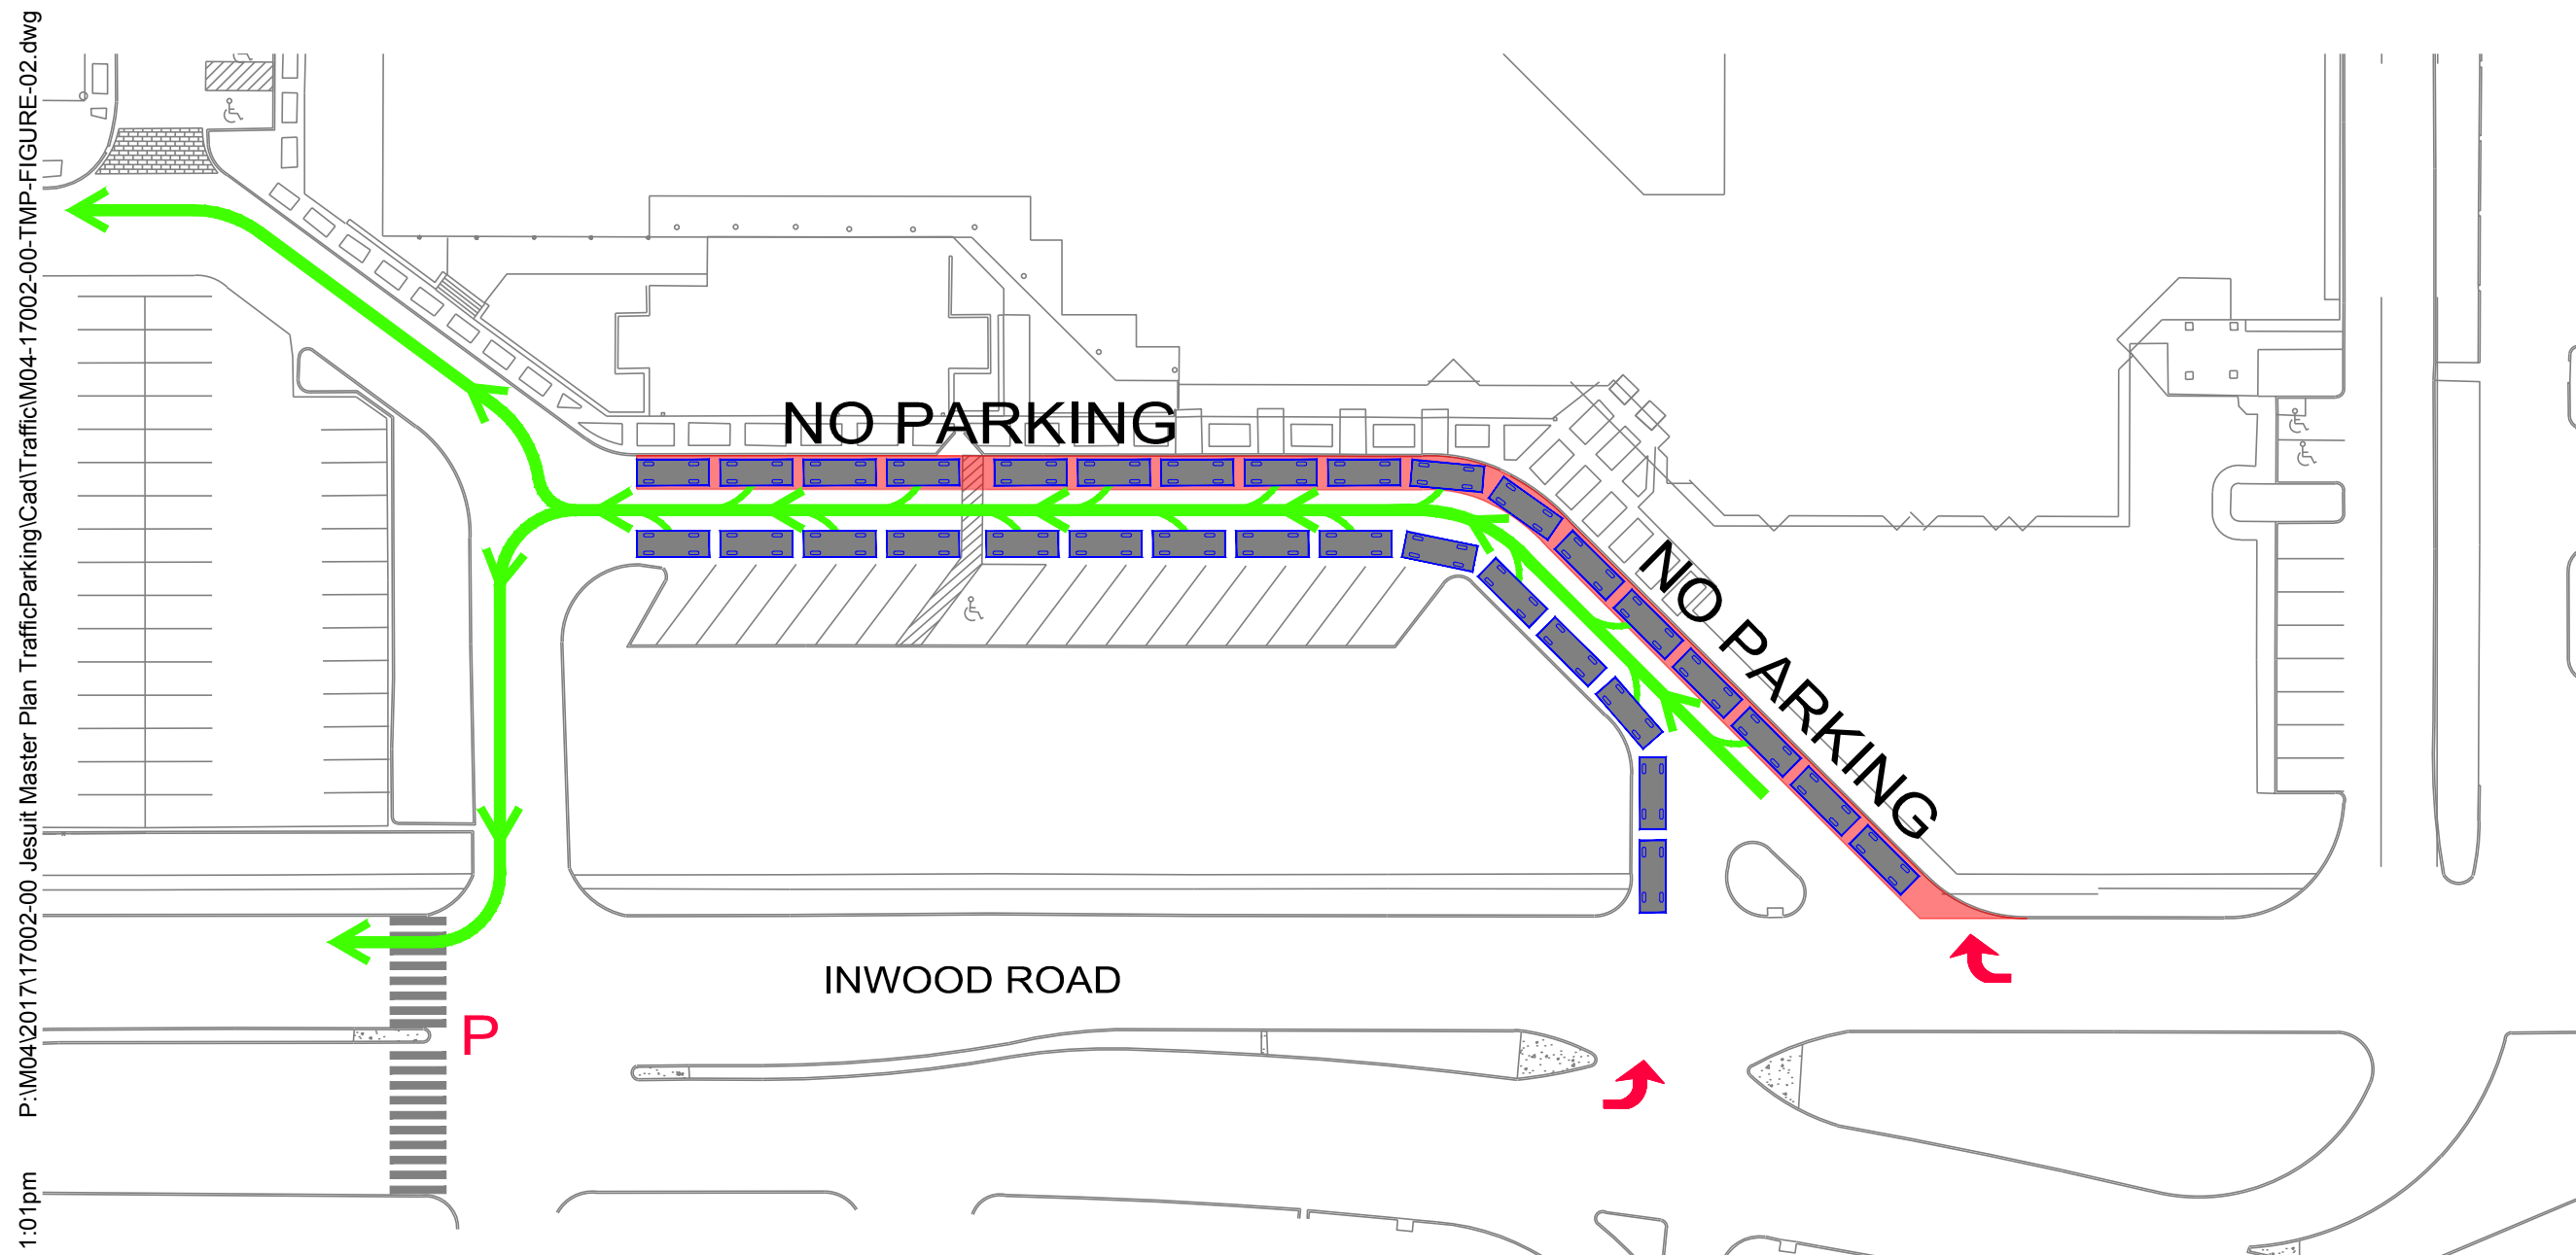 P:\M04\2017\17002-00 Jesuit Master Plan TrafficParking\Cad\Traffic\M04-17002-00-TMP-FIGURE-02.dwg
1:01pm
NO PARKING
NO PARKING
INWOOD ROAD
P